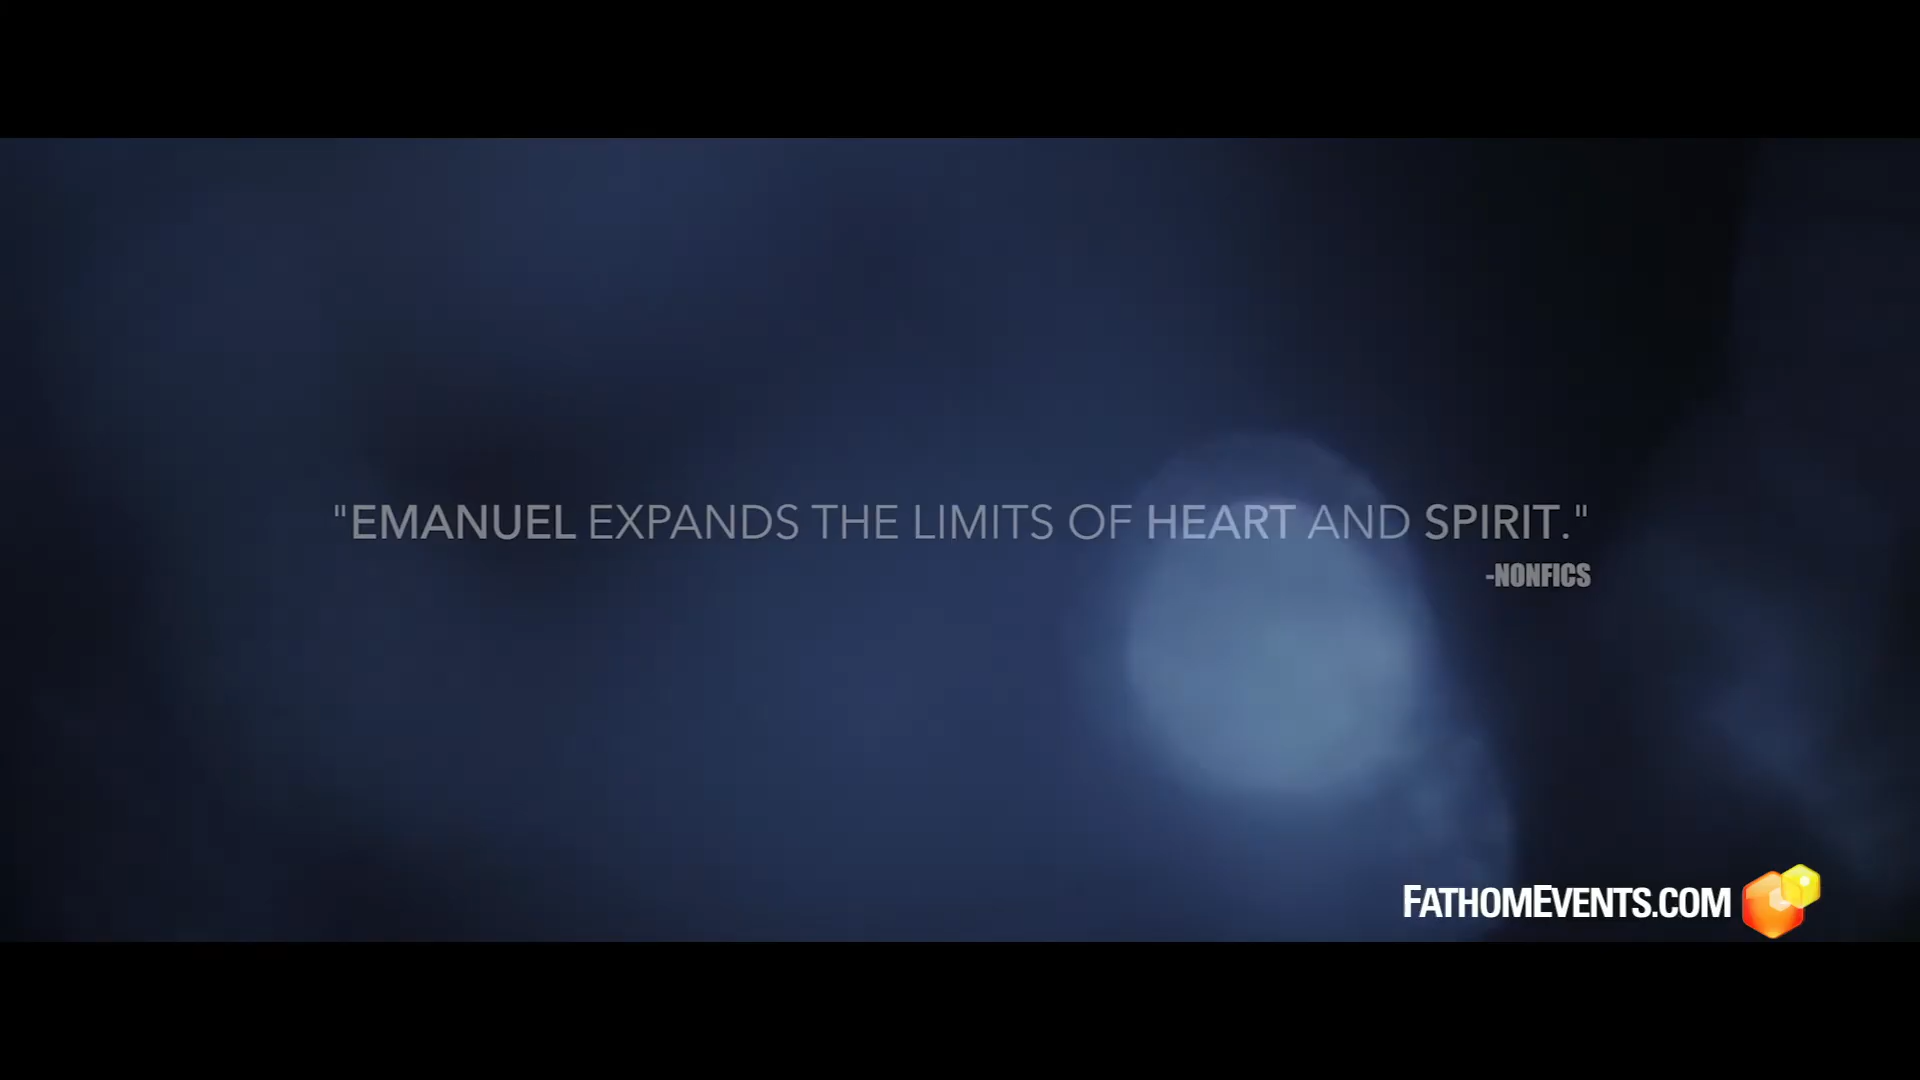 "EMANUEL EXPANDS THE LIMITS OF HEART AND SPIRIT."
-NONFICS
FATHOMEVENTS.COM